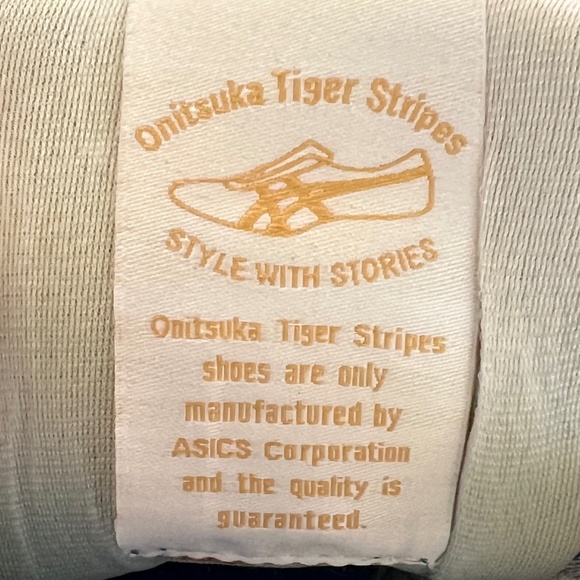 Onitsuka Tiger Stripes
STYLE WITH STORIES
Onitsuka Tiger Stripes
shoes are only
manufactured by
ASICS Corporation
and the quality is
guaranteed.